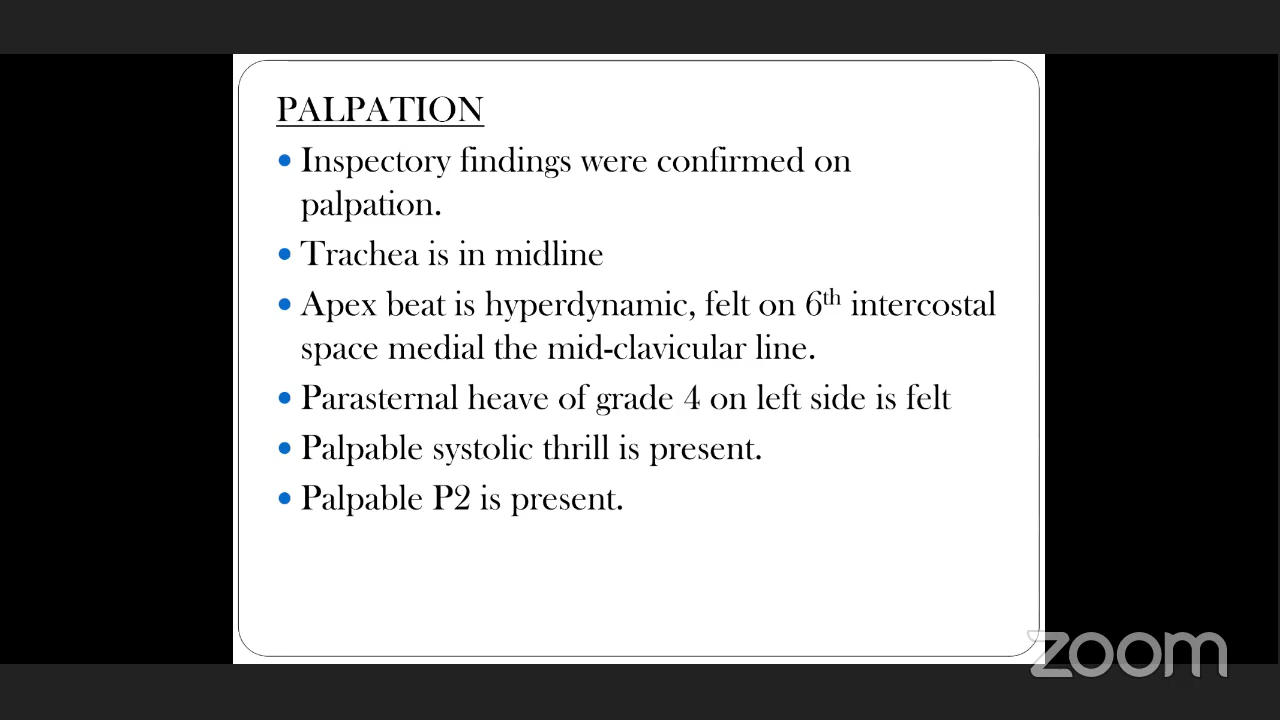 PALPATION
• Inspectory findings were confirmed on
palpation.
• Trachea is in midline
• Apex beat is hyperdynamic, felt on 6th intercostal
space medial the mid-clavicular line.
• Parasternal heave of grade 4 on left side is felt
• Palpable systolic thrill is present.
• Palpable P2 is present.
zoom